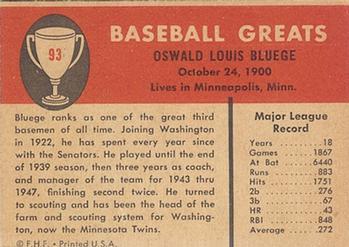 93
BASEBALL GREATS
OSWALD LOUIS BLUEGE
October 24, 1900
Lives in Minneapolis, Minn.
Bluege ranks as one of the great third
basemen of all time. Joining Washington
in 1922, he has spent every year since
with the Senators. He played until the end
of 1939 season, then three years as coach,
and manager of the team for 1943 thru
1947, finishing second twice. He turned
to scouting and has been the head of the
farm and scouting system for Washing-
ton, now the Minnesota Twins.
© F.H.F. • Printed U.S.A.
Major League
Record
Years 18
Games 1867
At Bat 6440
Runs 883
Hits 1751
2b 276
3b 67
HR 43
RBI 848
Average .272